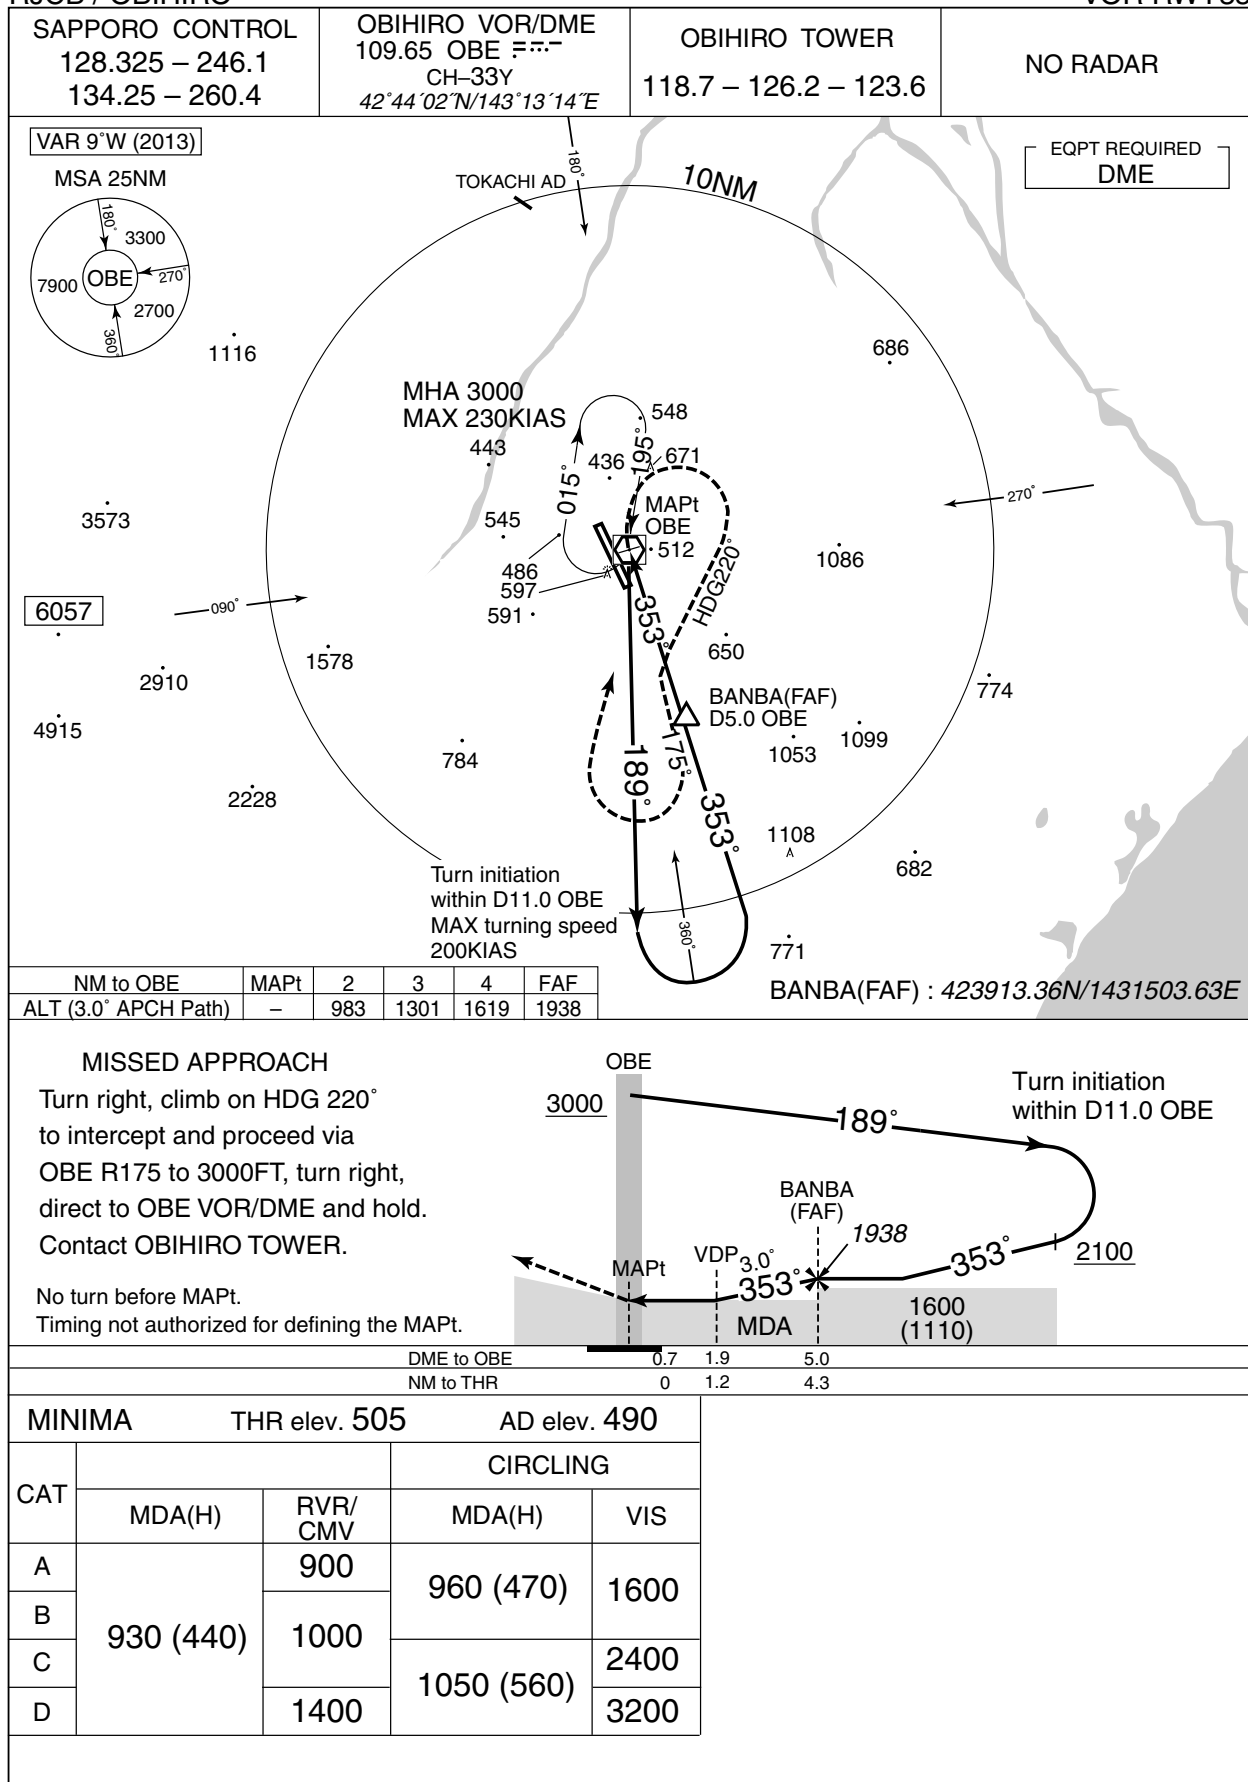 RJCB / OBIHIRO
SAPPORO CONTROL
128.325 – 246.1
134.25 – 260.4
OBIHIRO VOR/DME
109.65 OBE
CH–33Y
42˚44´02˝N/143˚13´14˝E
OBIHIRO TOWER
118.7 – 126.2 – 123.6
NO RADAR
VAR 9˚W (2013)
EQPT REQUIRED
DME
MSA 25NM
180˚
3300
7900
OBE
270˚
2700
360˚
TOKACHI AD
180˚
10NM
1116
686
MHA 3000
MAX 230KIAS
548
443
436
195˚
671
015˚
MAPt
OBE
3573
545
270˚
512
1086
486
597
591
HDG220˚
6057
090˚
353˚
650
1578
2910
774
BANBA(FAF)
D5.0 OBE
4915
784
175˚
1053
1099
189˚
2228
353˚
1108
682
Turn initiation
within D11.0 OBE
MAX turning speed
200KIAS
360˚
771
NM to OBE MAPt 2 3 4 FAF
ALT (3.0˚ APCH Path) – 983 1301 1619 1938
BANBA(FAF) : 423913.36N/1431503.63E
MISSED APPROACH
Turn right, climb on HDG 220˚
to intercept and proceed via
OBE R175 to 3000FT, turn right,
direct to OBE VOR/DME and hold.
Contact OBIHIRO TOWER.
No turn before MAPt.
Timing not authorized for defining the MAPt.
OBE
3000
189˚
Turn initiation
within D11.0 OBE
BANBA
(FAF)
1938
353˚
2100
MAPt
VDP
3.0˚
353˚
MDA
1600
(1110)
DME to OBE 0.7 1.9 5.0
NM to THR 0 1.2 4.3
MINIMA THR elev. 505 AD elev. 490
CAT
CIRCLING
MDA(H)
RVR/
CMV
MDA(H)
VIS
A
900
960 (470)
1600
B
930 (440)
1000
C
1050 (560)
2400
D
1400
3200